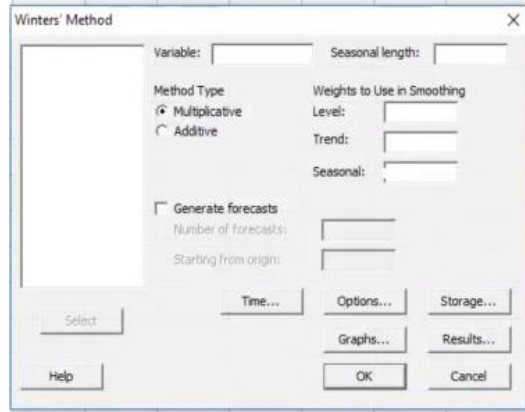 Winters' Method
Variable: Seasonal length:
Method Type Weights to Use in Smoothing
Multiplicative Level:
Additive
Trend:
Seasonal:
Generate forecasts
Number of forecasts:
Starting from origin:
Time... Options... Storage...
Select
Graphs... Results...
Help OK Cancel